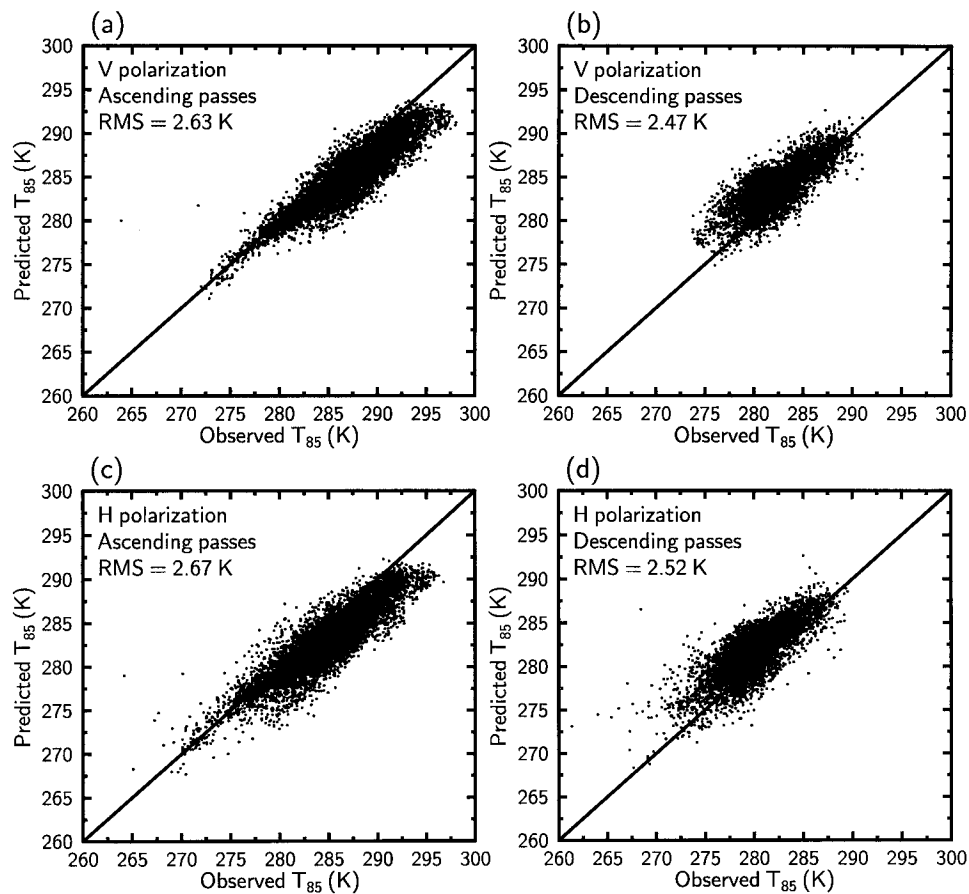 (a)
V polarization
Ascending passes
RMS = 2.63 K
300
295
290
285
280
275
270
265
260
Predicted T85 (K)
260 265 270 275 280 285 290 295 300
Observed T85 (K)
(b)
V polarization
Descending passes
RMS = 2.47 K
300
295
290
285
280
275
270
265
260
Predicted T85 (K)
260 265 270 275 280 285 290 295 300
Observed T85 (K)
(c)
H polarization
Ascending passes
RMS = 2.67 K
300
295
290
285
280
275
270
265
260
Predicted T85 (K)
260 265 270 275 280 285 290 295 300
Observed T85 (K)
(d)
H polarization
Descending passes
RMS = 2.52 K
300
295
290
285
280
275
270
265
260
Predicted T85 (K)
260 265 270 275 280 285 290 295 300
Observed T85 (K)